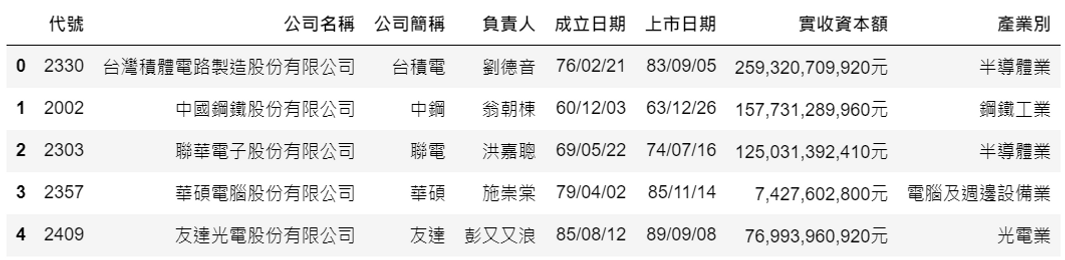 代號 公司名稱 公司簡稱 負責人 成立日期 上市日期 實收資本額 產業別
0 2330 台灣積體電路製造股份有限公司 台積電 劉德音 76/02/21 83/09/05 259,320,709,920元 半導體業
1 2002 中國鋼鐵股份有限公司 中鋼 翁朝棟 60/12/03 63/12/26 157,731,289,960元 鋼鐵工業
2 2303 聯華電子股份有限公司 聯電 洪嘉聰 69/05/22 74/07/16 125,031,392,410元 半導體業
3 2357 華碩電腦股份有限公司 華碩 施崇棠 79/04/02 85/11/14 7,427,602,800元 電腦及週邊設備業
4 2409 友達光電股份有限公司 友達 彭又又浪 85/08/12 89/09/08 76,993,960,920元 光電業